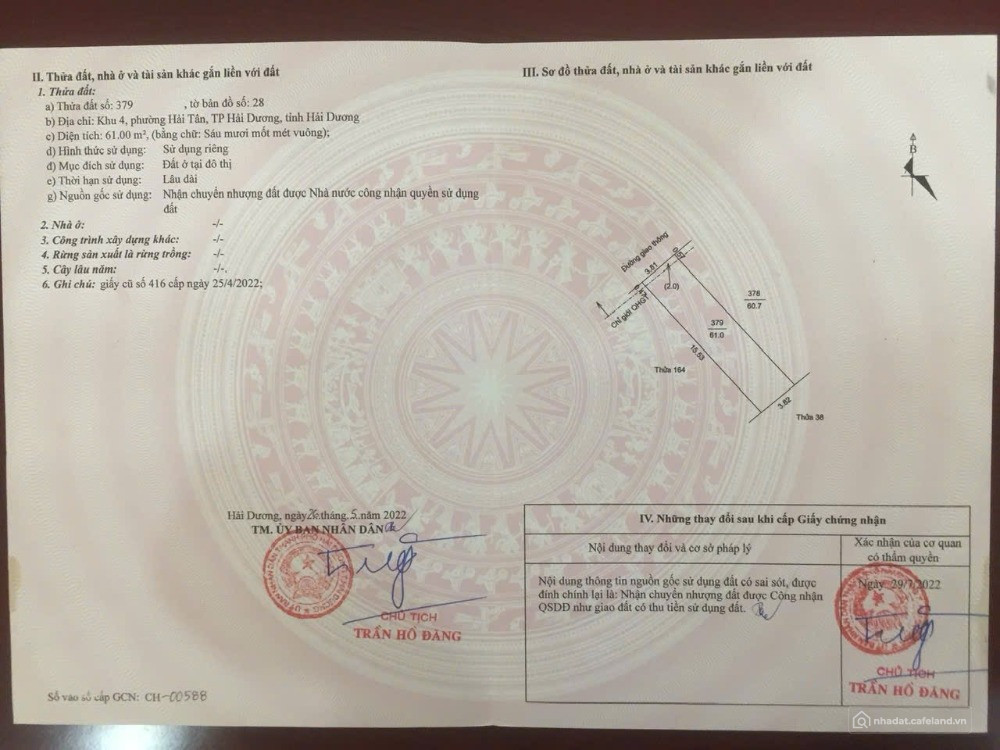 II. Thửa đất, nhà ở và tài sản khác gắn liền với đất
1. Thửa đất:
a) Thửa đất số: 379 , tờ bản đồ số: 28
b) Địa chỉ: Khu 4, phường Hải Tân, TP Hải Dương, tỉnh Hải Dương
c) Diện tích: 61.00 m², (bằng chữ: Sáu mươi mốt mét vuông);
d) Hình thức sử dụng: Sử dụng riêng
đ) Mục đích sử dụng: Đất ở tại đô thị
e) Thời hạn sử dụng: Lâu dài
g) Nguồn gốc sử dụng: Nhận chuyển nhượng đất được Nhà nước công nhận quyền sử dụng
đất
2. Nhà ở: -/-
3. Công trình xây dựng khác: -/-
4. Rừng sản xuất là rừng trồng: -/-
5. Cây lâu năm: -/-.
6. Ghi chú: giấy cũ số 416 cấp ngày 25/4/2022;
Hải Dương, ngày 26 tháng 5 năm 2022
TM. ỦY BAN NHÂN DÂN
CHỦ TỊCH
TRẦN HỒ ĐĂNG
Số vào sổ cấp GCN: CH-00588
III. Sơ đồ thửa đất, nhà ở và tài sản khác gắn liền với đất
B
Đường giao thông
3.81
(2.0)
Chỉ giới QHGT
378
60.7
379
61.0
15.53
Thửa 164
3.82
Thửa 38
IV. Những thay đổi sau khi cấp Giấy chứng nhận
Nội dung thay đổi và cơ sở pháp lý
Xác nhận của cơ quan
có thẩm quyền
Nội dung thông tin nguồn gốc sử dụng đất có sai sót, được
đính chính lại là: Nhận chuyển nhượng đất được Công nhận
QSDĐ như giao đất có thu tiền sử dụng đất.
Ngày 29/7/2022
CHỦ TỊCH
TRẦN HỒ ĐĂNG
nhadat.cafeland.vn